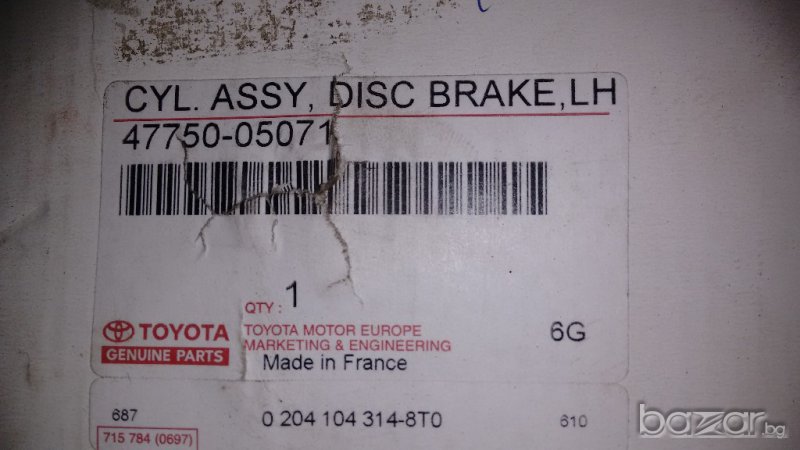 CYL. ASSY, DISC BRAKE,LH
47750-05071
QTY : 1
TOYOTA
GENUINE PARTS
TOYOTA MOTOR EUROPE
MARKETING & ENGINEERING
6G
Made in France
687
0 204 104 314-8T0
610
715 784 (0697)
bazar.bg